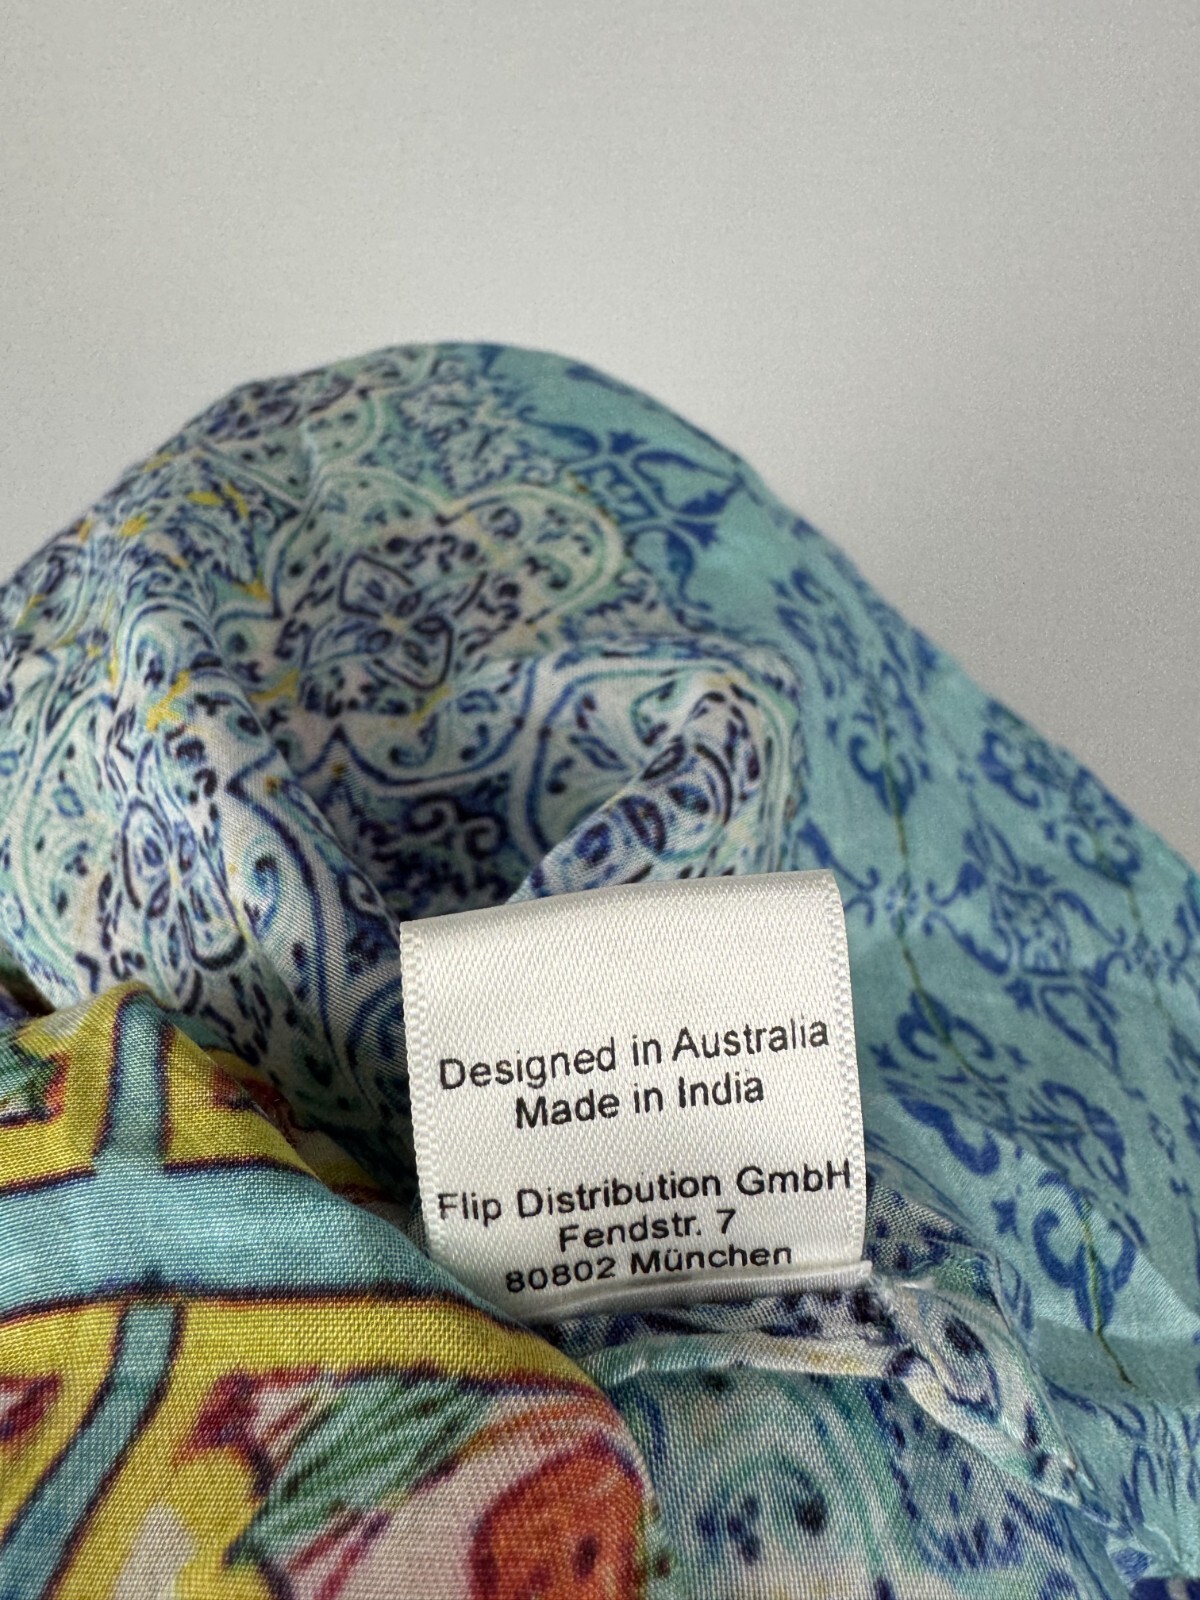 Designed in Australia
Made in India
Flip Distribution GmbH
Fendstr. 7
80802 München